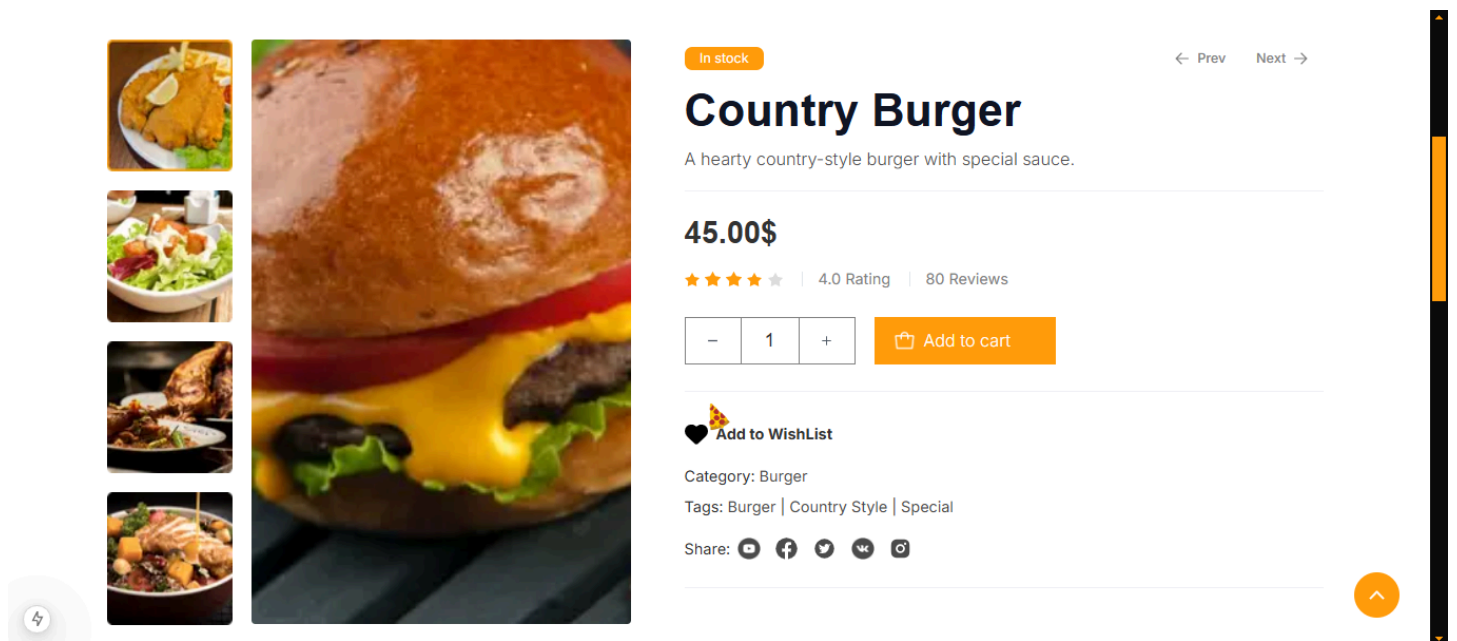 In stock
Prev
Next
Country Burger
A hearty country-style burger with special sauce.
45.00$
4.0 Rating
80 Reviews
− 1 +
Add to cart
Add to WishList
Category: Burger
Tags: Burger | Country Style | Special
Share: